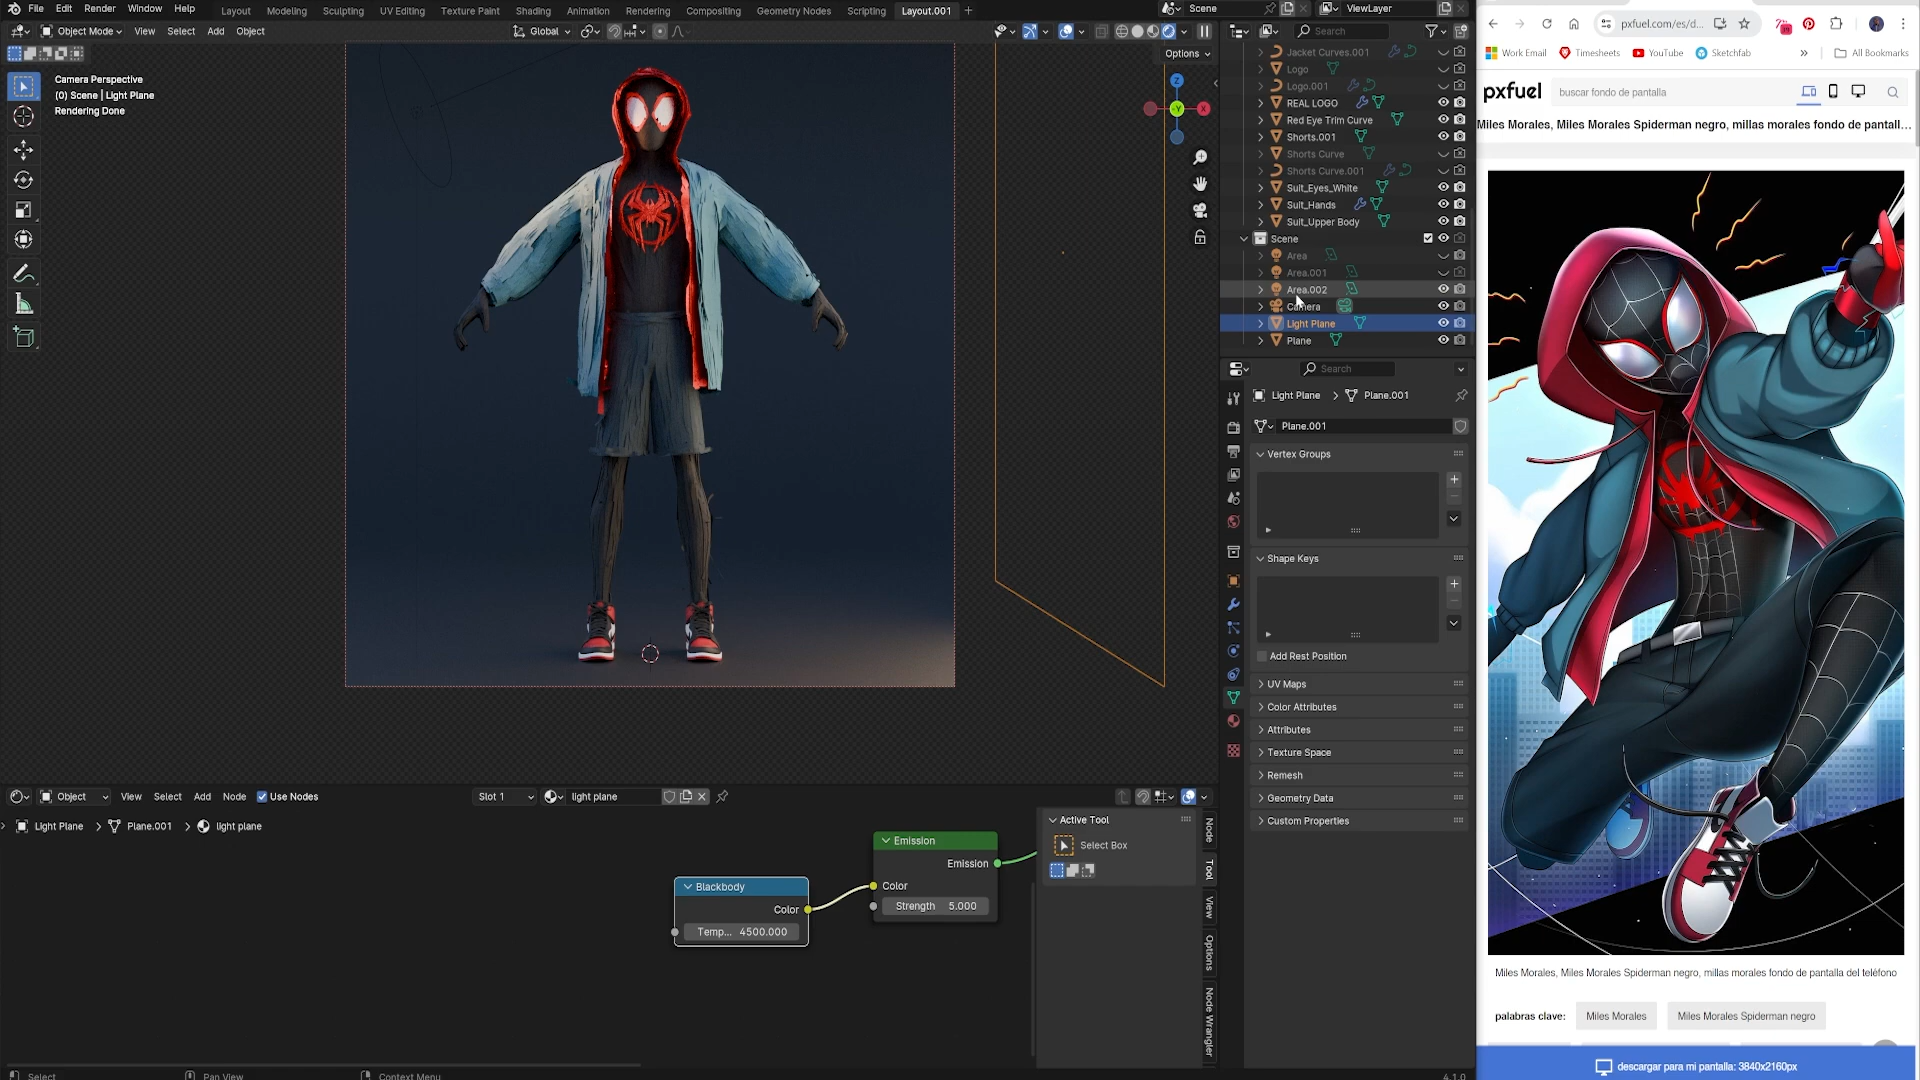 File Edit Render Window Help Layout Modeling Sculpting UV Editing Texture Paint Shading Animation Rendering Compositing Geometry Nodes Scripting Layout.001 + Scene ViewLayer
Object Mode View Select Add Object Global
Options
Camera Perspective
(0) Scene | Light Plane
Rendering Done
Z
Y
X
Search
Jacket Curves.001
Logo
Logo.001
REAL LOGO
Red Eye Trim Curve
Shorts.001
Shorts Curve
Shorts Curve.001
Suit_Eyes_White
Suit_Hands
Suit_Upper Body
Scene
Area
Area.001
Area.002
Camera
Light Plane
Plane
Search
Light Plane > Plane.001
Plane.001
Vertex Groups
Shape Keys
Add Rest Position
UV Maps
Color Attributes
Attributes
Texture Space
Remesh
Geometry Data
Custom Properties
Object View Select Add Node Use Nodes Slot 1 light plane
Light Plane > Plane.001 > light plane
Emission
Emission
Color
Strength 5.000
Blackbody
Color
Temp... 4500.000
Active Tool
Select Box
Node
Tool
View
Options
Node Wrangler
Select Pan View Context Menu 4.1.0
pxfuel.com/es/d...
Work Email Timesheets YouTube Sketchfab » All Bookmarks
pxfuel buscar fondo de pantalla
Miles Morales, Miles Morales Spiderman negro, millas morales fondo de pantall...
Miles Morales, Miles Morales Spiderman negro, millas morales fondo de pantalla del teléfono
palabras clave: Miles Morales Miles Morales Spiderman negro
descargar para mi pantalla: 3840x2160px